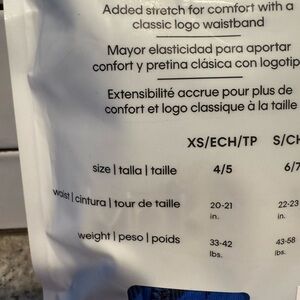 Added stretch for comfort with a
classic logo waistband
Mayor elasticidad para aportar
confort y pretina clásica con logotip
Extensibilité accrue pour plus de
confort et logo classique à la taille
XS/ECH/TP S/CH
size | talla | taille 4/5 6/7
waist | cintura | tour de taille 20-21 22-23
in. in.
weight | peso | poids 33-42 43-58
lbs. lbs.